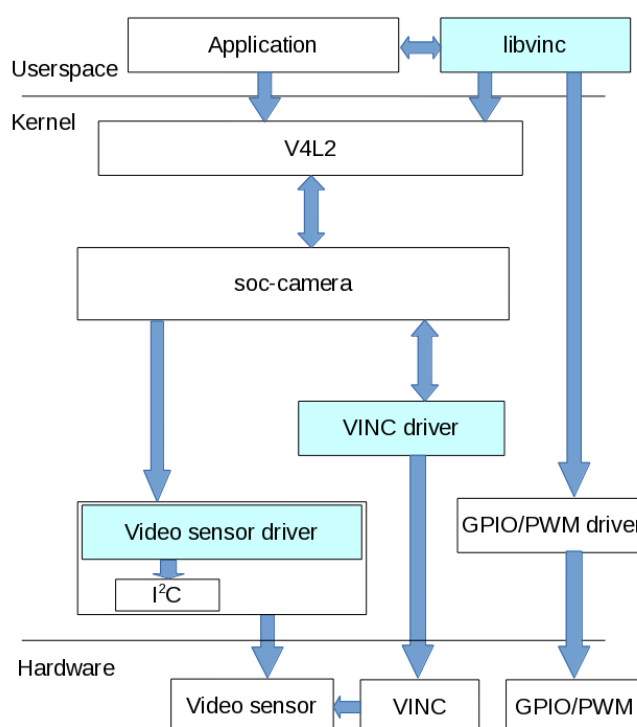 Application
libvinc
Userspace
Kernel
V4L2
soc-camera
VINC driver
Video sensor driver
GPIO/PWM driver
I²C
Hardware
Video sensor
VINC
GPIO/PWM